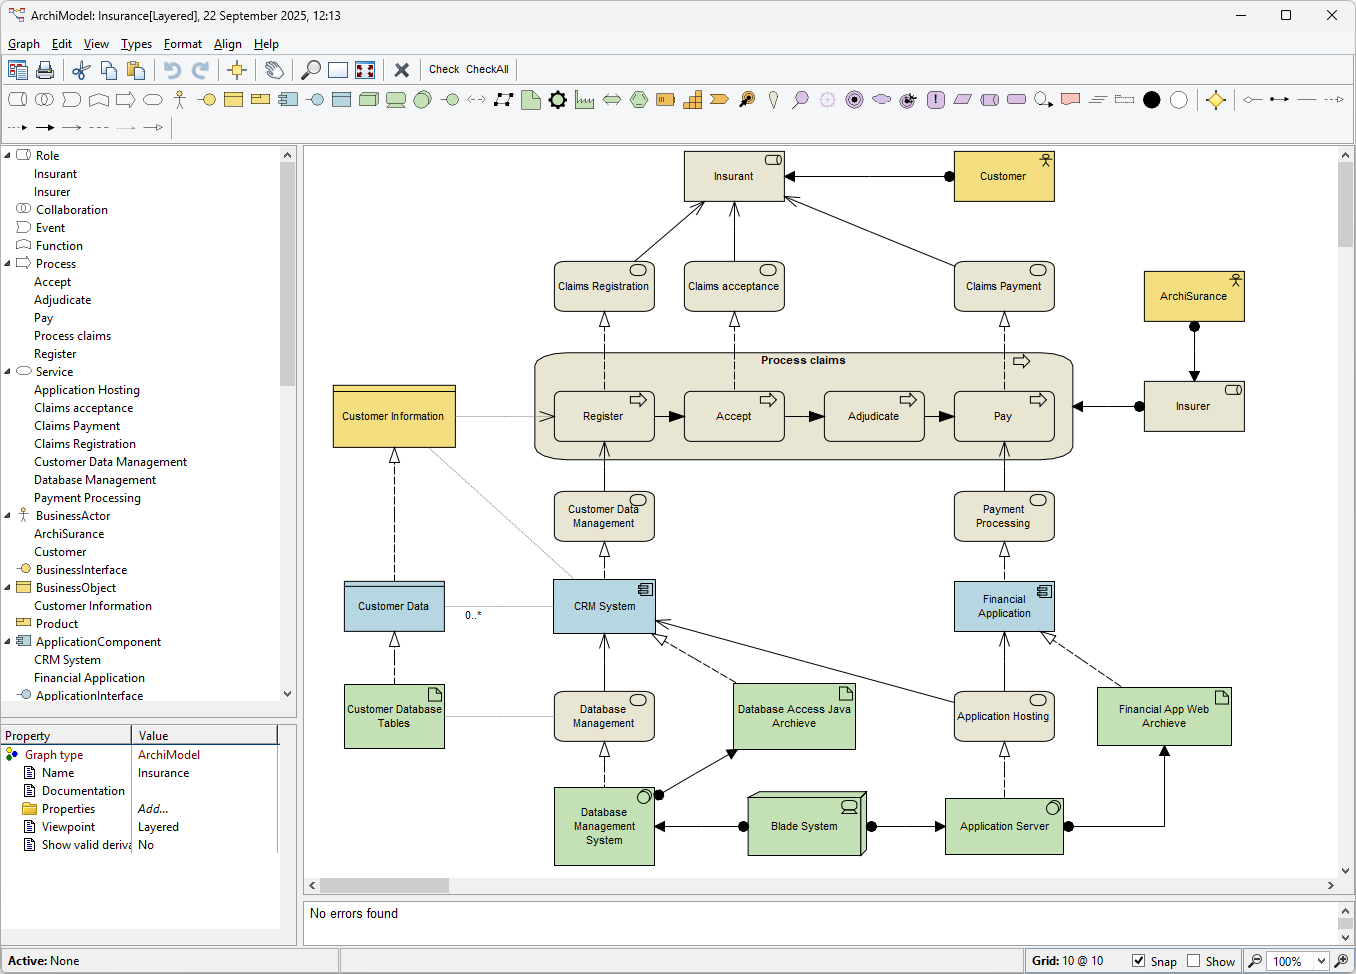 ArchiModel: Insurance[Layered], 22 September 2025, 12:13
Graph Edit View Types Format Align Help
Check CheckAll
Role
Insurant
Insurer
Collaboration
Event
Function
Process
Accept
Adjudicate
Pay
Process claims
Register
Service
Application Hosting
Claims acceptance
Claims Payment
Claims Registration
Customer Data Management
Database Management
Payment Processing
BusinessActor
ArchiSurance
Customer
BusinessInterface
BusinessObject
Customer Information
Product
ApplicationComponent
CRM System
Financial Application
ApplicationInterface
Property Value
Graph type ArchiModel
Name Insurance
Documentation
Properties Add...
Viewpoint Layered
Show valid deriva No
Insurant
Customer
Claims Registration
Claims acceptance
Claims Payment
ArchiSurance
Process claims
Customer Information
Register
Accept
Adjudicate
Pay
Insurer
Customer Data
Management
Payment
Processing
Customer Data
0..*
CRM System
Financial
Application
Customer Database
Tables
Database
Management
Database Access Java
Archieve
Application Hosting
Financial App Web
Archieve
Database
Management
System
Blade System
Application Server
No errors found
Active: None
Grid: 10 @ 10
Snap
Show
100%